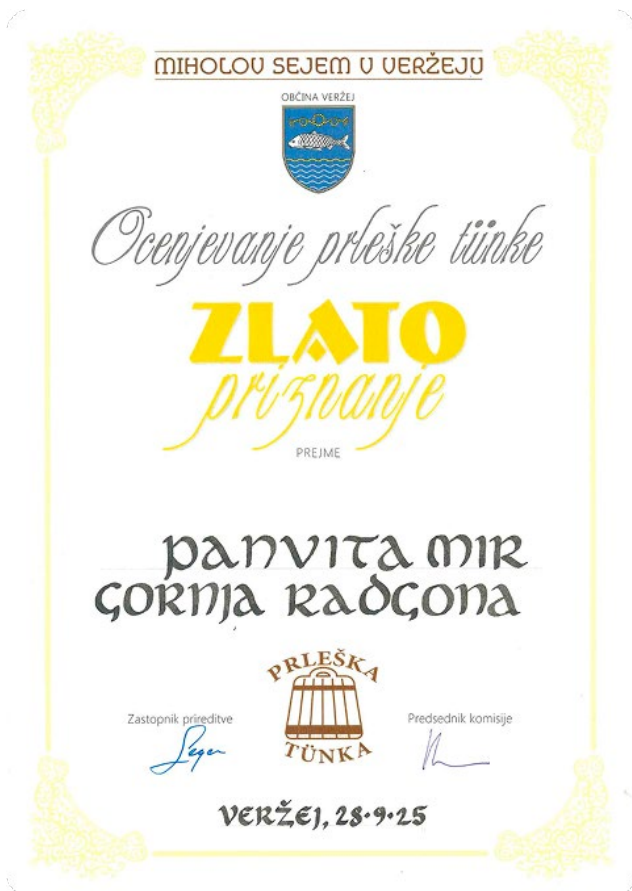 MIHOLOV SEJEM V VERŽEJU
OBČINA VERŽEJ
Ocenjevanje prleške tünke
ZLATO
priznanje
PREJME
PANVITA MIR
GORNJA RADGONA
PRLEŠKA
TÜNKA
Zastopnik prireditve
Predsednik komisije
VERŽEJ, 28.9.25